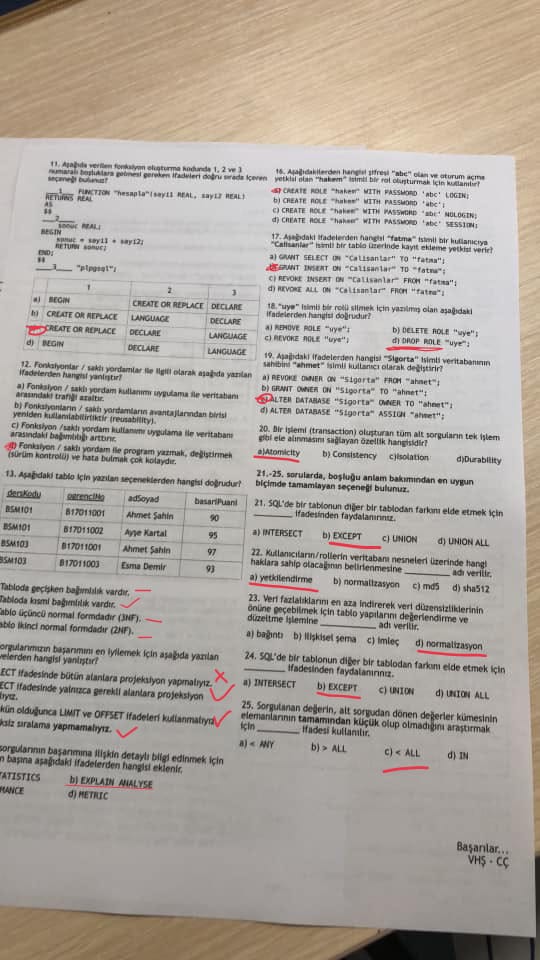 11. Aşağıda verilen fonksiyon oluşturma kodunda 1, 2 ve 3
numaralı boşluklara gelmesi gereken ifadeleri doğru sırada içeren
seçeneği bulunuz?
___1___ FUNCTION "hesapla"(sayi1 REAL, sayi2 REAL)
RETURNS REAL
AS
$$
___2___
sonuc REAL;
BEGIN
sonuc = sayi1 + sayi2;
RETURN sonuc;
END;
$$
___3___ "plpgsql";
1 2 3
a) BEGIN CREATE OR REPLACE DECLARE
b) CREATE OR REPLACE LANGUAGE DECLARE
CREATE OR REPLACE DECLARE LANGUAGE
d) BEGIN DECLARE LANGUAGE
12. Fonksiyonlar / saklı yordamlar ile ilgili olarak aşağıda yazılan
ifadelerden hangisi yanlıştır?
a) Fonksiyon / saklı yordam kullanımı uygulama ile veritabanı
arasındaki trafiği azaltır.
b) Fonksiyonların / saklı yordamların avantajlarından birisi
yeniden kullanılabilirliktir (reusability).
c) Fonksiyon /saklı yordam kullanımı uygulama ile veritabanı
arasındaki bağımlılığı arttırır.
d) Fonksiyon / saklı yordam ile program yazmak, değiştirmek
(sürüm kontrolü) ve hata bulmak çok kolaydır.
13. Aşağıdaki tablo için yazılan seçeneklerden hangisi doğrudur?
dersKodu ogrenciNo adSoyad basariPuani
BSM101 B17011001 Ahmet Şahin 90
BSM101 B17011002 Ayşe Kartal 95
BSM103 B17011001 Ahmet Şahin 97
BSM103 B17011003 Esma Demir 93
Tabloda geçişken bağımlılık vardır.
Tabloda kısmi bağımlılık vardır.
ablo üçüncü normal formdadır (3NF).
ablo ikinci normal formdadır (2NF).
orgularımızın başarımını en iyilemek için aşağıda yazılan
elerden hangisi yanlıştır?
ECT ifadesinde bütün alanlara projeksiyon yapmalıyız.
ECT ifadesinde yalnızca gerekli alanlara projeksiyon
lıyız.
kün olduğunca LIMIT ve OFFSET ifadeleri kullanmalıyız
ksiz sıralama yapmamalıyız.
sorgularının başarımına ilişkin detaylı bilgi edinmek için
n başına aşağıdaki ifadelerden hangisi eklenir.
TATISTICS b) EXPLAIN ANALYSE
MANCE d) METRIC
16. Aşağıdakilerden hangisi şifresi "abc" olan ve oturum açma
yetkisi olan "hakem" isimli bir rol oluşturmak için kullanılır?
a) CREATE ROLE "hakem" WITH PASSWORD 'abc' LOGIN;
b) CREATE ROLE "hakem" WITH PASSWORD 'abc';
c) CREATE ROLE "hakem" WITH PASSWORD 'abc' NOLOGIN;
d) CREATE ROLE "hakem" WITH PASSWORD 'abc' SESSION;
17. Aşağıdaki ifadelerden hangisi "fatma" isimli bir kullanıcıya
"Calisanlar" isimli bir tablo üzerinde kayıt ekleme yetkisi verir?
a) GRANT SELECT ON "Calisanlar" TO "fatma";
GRANT INSERT ON "Calisanlar" TO "fatma";
c) REVOKE INSERT ON "Calisanlar" FROM "fatma";
d) REVOKE ALL ON "Calisanlar" FROM "fatma";
18. "uye" isimli bir rolü silmek için yazılmış olan aşağıdaki
ifadelerden hangisi doğrudur?
a) REMOVE ROLE "uye"; b) DELETE ROLE "uye";
c) REVOKE ROLE "uye"; d) DROP ROLE "uye";
19. Aşağıdaki ifadelerden hangisi "Sigorta" isimli veritabanının
sahibini "ahmet" isimli kullanıcı olarak değiştirir?
a) REVOKE OWNER ON "Sigorta" FROM "ahmet";
b) GRANT OWNER ON "Sigorta" TO "ahmet";
ALTER DATABASE "Sigorta" OWNER TO "ahmet";
d) ALTER DATABASE "Sigorta" ASSIGN "ahmet";
20. Bir işlemi (transaction) oluşturan tüm alt sorguların tek işlem
gibi ele alınmasını sağlayan özellik hangisidir?
a)Atomicity b) Consistency c)Isolation d)Durability
21.-25. sorularda, boşluğu anlam bakımından en uygun
biçimde tamamlayan seçeneği bulunuz.
21. SQL'de bir tablonun diğer bir tablodan farkını elde etmek için
________ ifadesinden faydalanırız.
a) INTERSECT b) EXCEPT c) UNION d) UNION ALL
22. Kullanıcıların/rollerin veritabanı nesneleri üzerinde hangi
haklara sahip olacağının belirlenmesine ________ adı verilir.
a) yetkilendirme b) normalizasyon c) md5 d) sha512
23. Veri fazlalıklarını en aza indirerek veri düzensizliklerinin
önüne geçebilmek için tablo yapılarını değerlendirme ve
düzeltme işlemine ________ adı verilir.
a) bağıntı b) ilişkisel şema c) imleç d) normalizasyon
24. SQL'de bir tablonun diğer bir tablodan farkını elde etmek için
________ ifadesinden faydalanırız.
a) INTERSECT b) EXCEPT c) UNION d) UNION ALL
25. Sorgulanan değerin, alt sorgudan dönen değerler kümesinin
elemanlarının tamamından küçük olup olmadığını araştırmak
için ________ ifadesi kullanılır.
a) < ANY b) > ALL c) < ALL d) IN
Başarılar...
VHŞ - CÇ